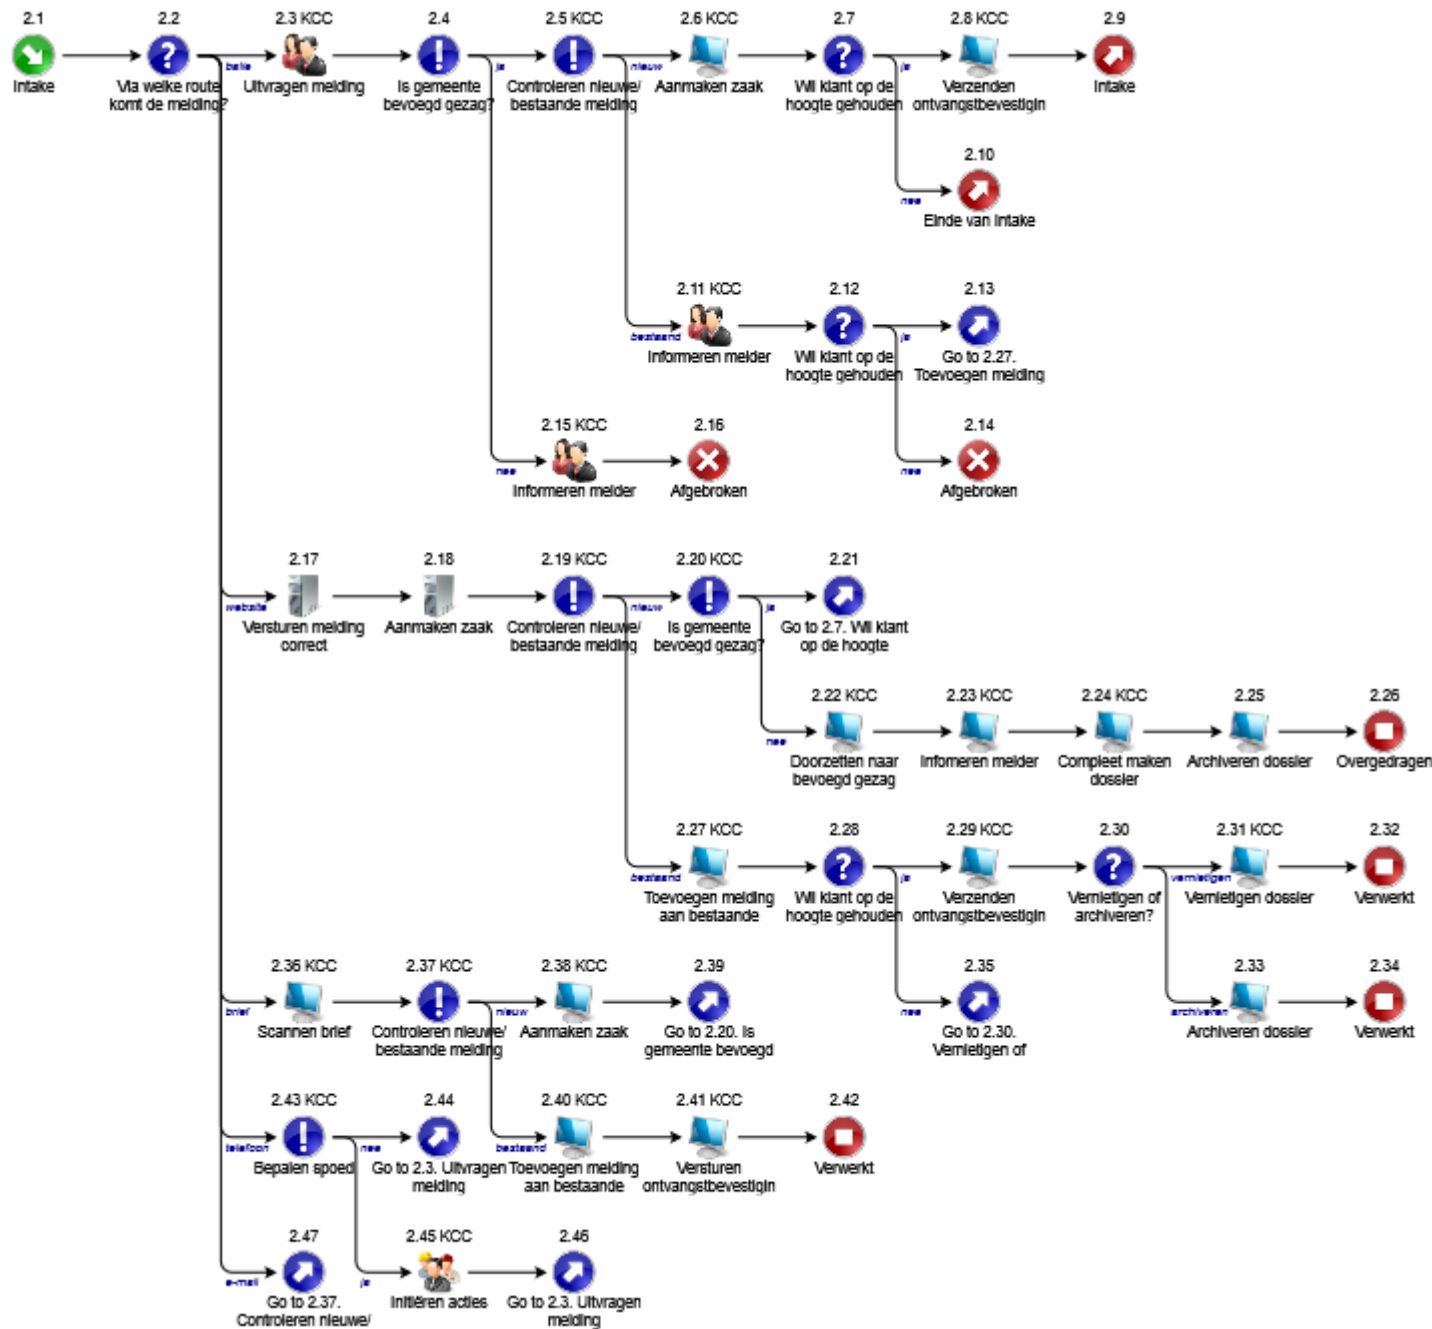 2.1
2.2
2.3 KCC
2.4
2.5 KCC
2.6 KCC
2.7
2.8 KCC
2.9
balie
ja
nieuw
ja
Intake
Via welke route
komt de melding?
Uitvragen melding
Is gemeente
bevoegd gezag?
Controleren nieuwe/
bestaande melding
Aanmaken zaak
Wil klant op de
hoogte gehouden
Verzenden
ontvangstbevestigin
Intake
2.10
nee
Einde van Intake
2.11 KCC
2.12
2.13
bestaand
ja
Informeren melder
Wil klant op de
hoogte gehouden
Go to 2.27.
Toevoegen melding
2.15 KCC
2.16
2.14
nee
nee
Informeren melder
Afgebroken
Afgebroken
2.17
2.18
2.19 KCC
2.20 KCC
2.21
website
nieuw
ja
Versturen melding
correct
Aanmaken zaak
Controleren nieuwe/
bestaande melding
Is gemeente
bevoegd gezag?
Go to 2.7. Wil klant
op de hoogte
2.22 KCC
2.23 KCC
2.24 KCC
2.25
2.26
nee
Doorzetten naar
bevoegd gezag
Infomeren melder
Compleet maken
dossier
Archiveren dossier
Overgedragen
2.27 KCC
2.28
2.29 KCC
2.30
2.31 KCC
2.32
bestaand
ja
vernietigen
Toevoegen melding
aan bestaande
Wil klant op de
hoogte gehouden
Verzenden
ontvangstbevestigin
Vernietigen of
archiveren?
Vernietigen dossier
Verwerkt
2.36 KCC
2.37 KCC
2.38 KCC
2.39
2.35
2.33
2.34
brief
nieuw
nee
archiveren
Scannen brief
Controleren nieuwe/
bestaande melding
Aanmaken zaak
Go to 2.20. Is
gemeente bevoegd
Go to 2.30.
Vernietigen of
Archiveren dossier
Verwerkt
2.43 KCC
2.44
2.40 KCC
2.41 KCC
2.42
telefoon
nee
bestaand
Bepalen spoed
Go to 2.3. Uitvragen
melding
Toevoegen melding
aan bestaande
Versturen
ontvangstbevestigin
Verwerkt
2.47
2.45 KCC
2.46
e-mail
ja
Go to 2.37.
Controleren nieuwe/
Initiëren acties
Go to 2.3. Uitvragen
melding